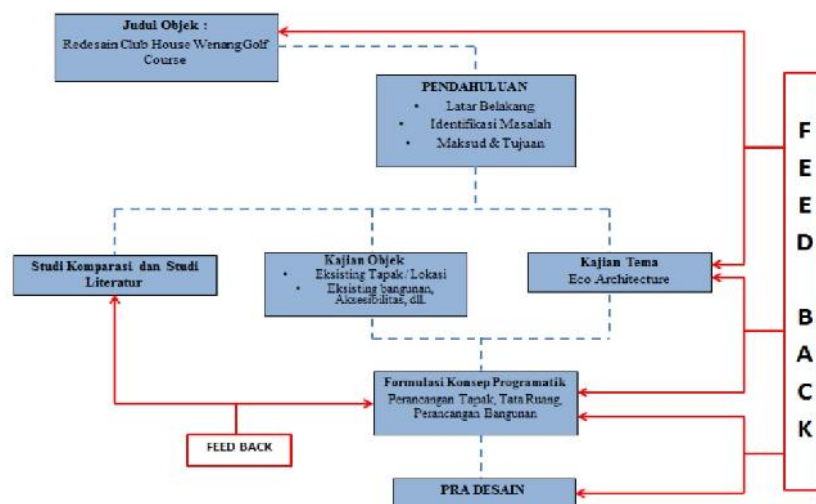 Judul Objek :
Redesain Club House Wenang Golf
Course
PENDAHULUAN
• Latar Belakang
• Identifikasi Masalah
• Maksud & Tujuan
Studi Komparasi dan Studi
Literatur
Kajian Objek
• Eksisting Tapak / Lokasi
• Eksisting bangunan,
Aksesibilitas, dll.
Kajian Tema
Eco Architecture
Formulasi Konsep Programatik
Perancangan Tapak, Tata Ruang,
Perancangan Bangunan
FEED BACK
PRA DESAIN
F
E
E
D
B
A
C
K